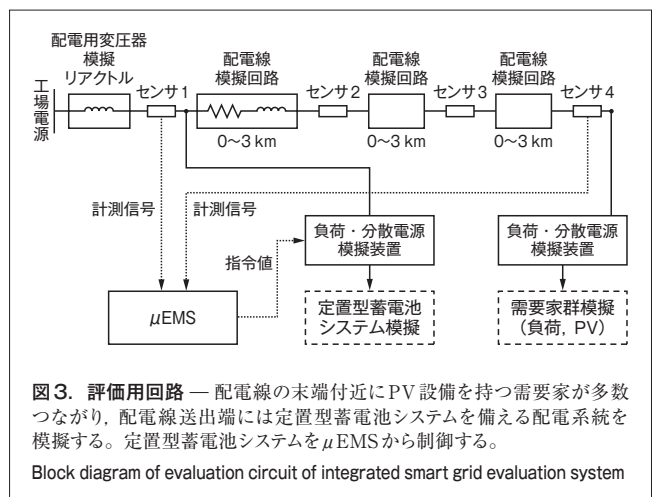 配電用変圧器
模擬
リアクトル
工場電源
センサ1
配電線
模擬回路
0〜3 km
センサ2
配電線
模擬回路
0〜3 km
センサ3
配電線
模擬回路
0〜3 km
センサ4
計測信号
計測信号
指令値
μEMS
負荷・分散電源
模擬装置
定置型蓄電池
システム模擬
負荷・分散電源
模擬装置
需要家群模擬
（負荷，PV）
図3．評価用回路 — 配電線の末端付近にPV設備を持つ需要家が多数
つながり，配電線送出端には定置型蓄電池システムを備える配電系統を
模擬する。定置型蓄電池システムをμEMSから制御する。
Block diagram of evaluation circuit of integrated smart grid evaluation system